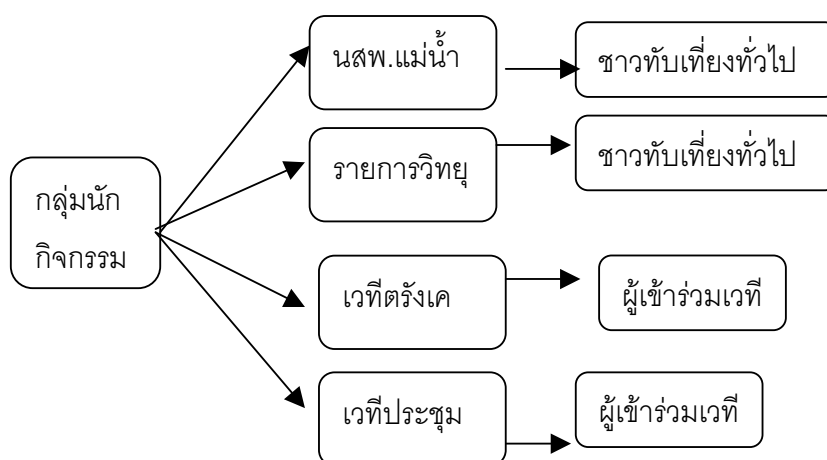 นสพ.แม่น้ำ
ชาวทับเที่ยงทั่วไป
รายการวิทยุ
ชาวทับเที่ยงทั่วไป
กลุ่มนัก
กิจกรรม
เวทีตรังเค
ผู้เข้าร่วมเวที
เวทีประชุม
ผู้เข้าร่วมเวที